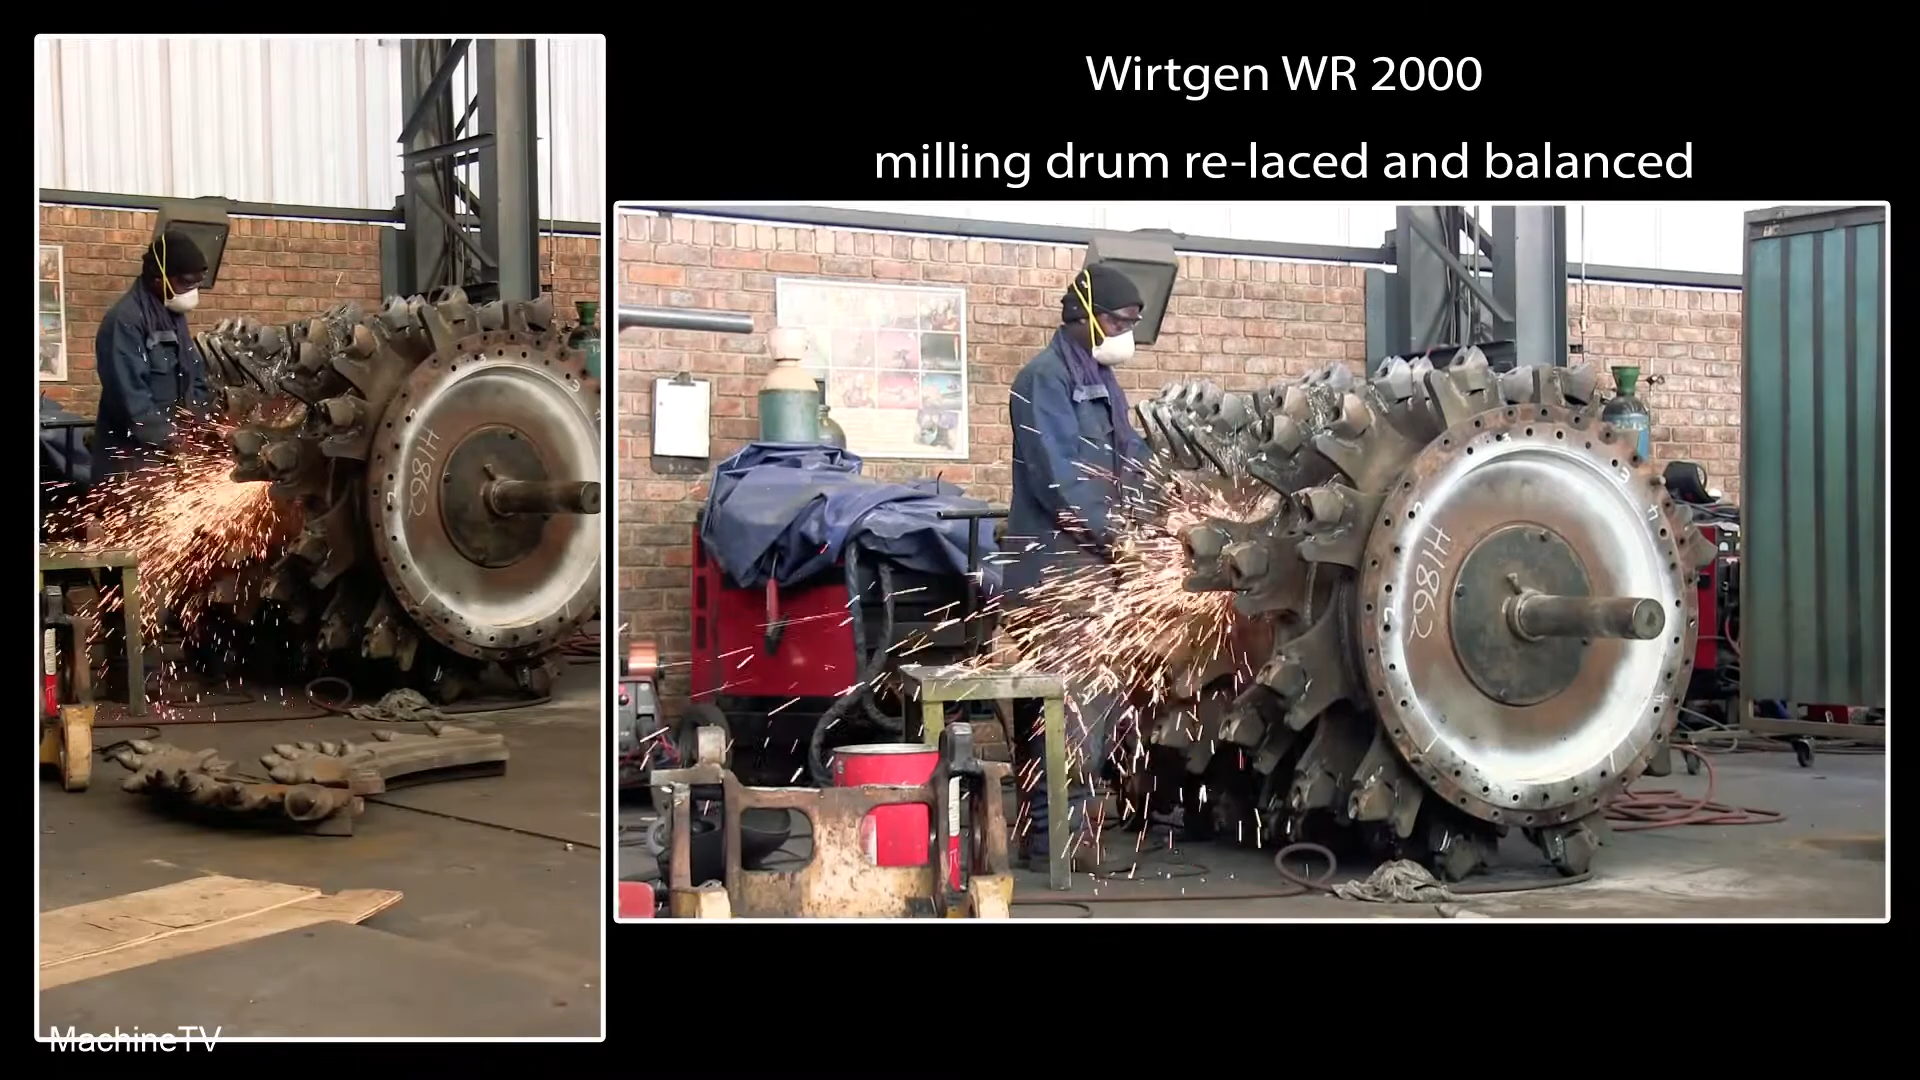 Wirtgen WR 2000
milling drum re-laced and balanced
H1862
H1862
MachineTV